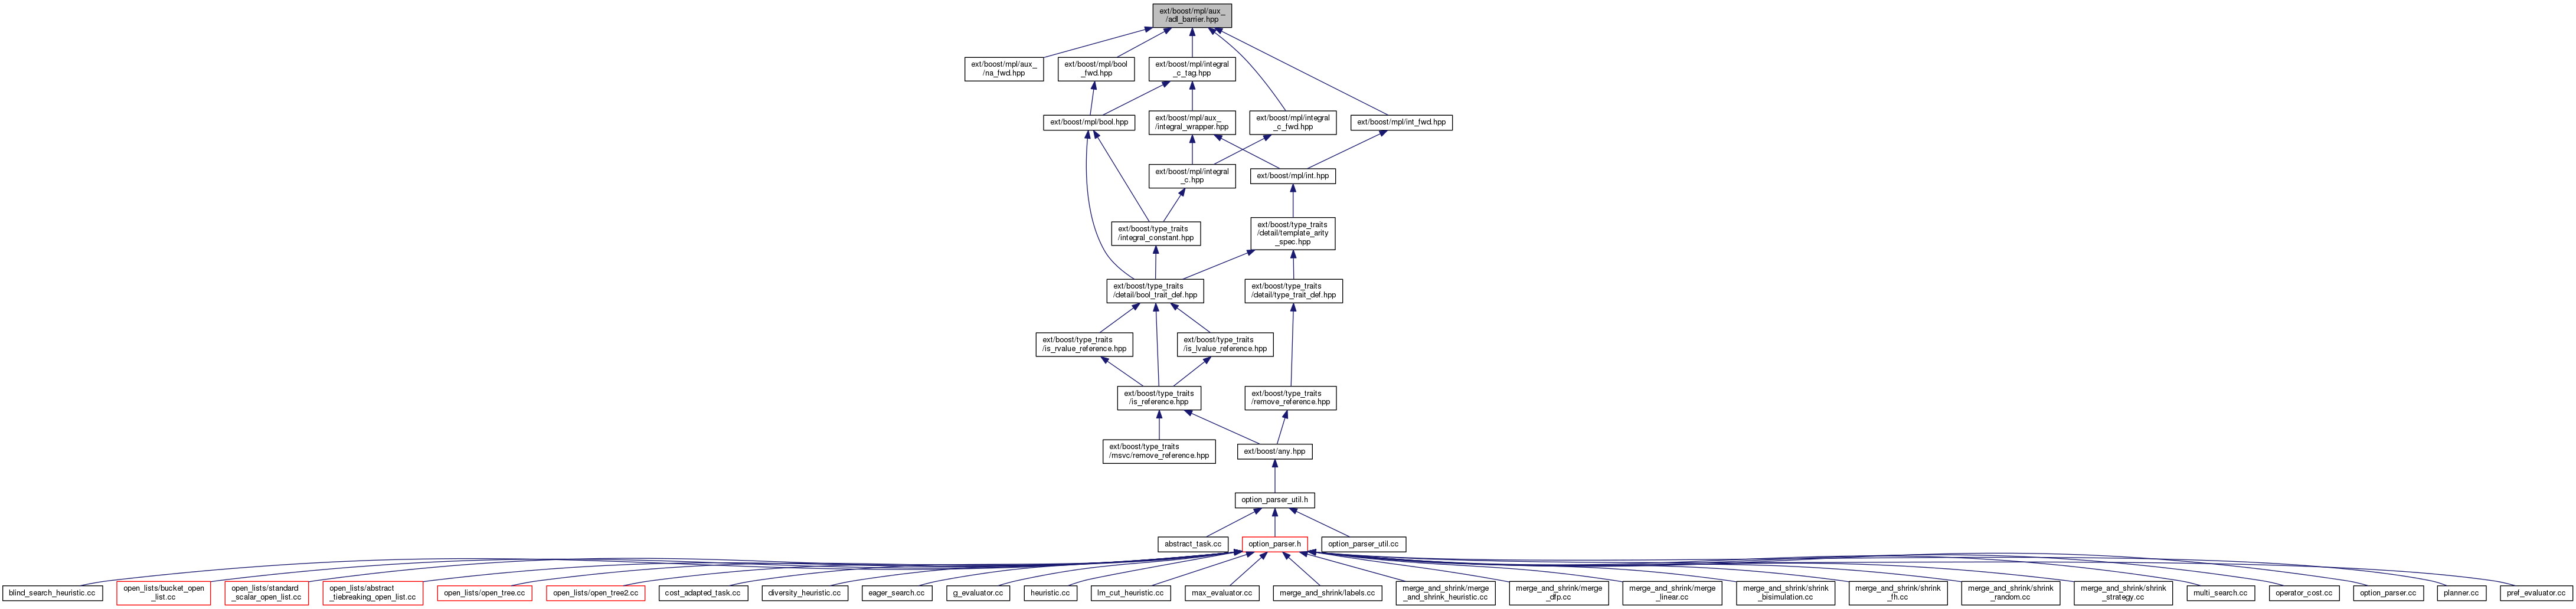 ext/boost/mpl/aux_
/adl_barrier.hpp
ext/boost/mpl/aux_
/na_fwd.hpp
ext/boost/mpl/bool
_fwd.hpp
ext/boost/mpl/integral
_c_tag.hpp
ext/boost/mpl/bool.hpp
ext/boost/mpl/aux_
/integral_wrapper.hpp
ext/boost/mpl/integral
_c_fwd.hpp
ext/boost/mpl/int_fwd.hpp
ext/boost/mpl/integral
_c.hpp
ext/boost/mpl/int.hpp
ext/boost/type_traits
/integral_constant.hpp
ext/boost/type_traits
/detail/template_arity
_spec.hpp
ext/boost/type_traits
/detail/bool_trait_def.hpp
ext/boost/type_traits
/detail/type_trait_def.hpp
ext/boost/type_traits
/is_rvalue_reference.hpp
ext/boost/type_traits
/is_lvalue_reference.hpp
ext/boost/type_traits
/is_reference.hpp
ext/boost/type_traits
/remove_reference.hpp
ext/boost/type_traits
/msvc/remove_reference.hpp
ext/boost/any.hpp
option_parser_util.h
abstract_task.cc
option_parser.h
option_parser_util.cc
blind_search_heuristic.cc
open_lists/bucket_open
_list.cc
open_lists/standard
_scalar_open_list.cc
open_lists/abstract
_tiebreaking_open_list.cc
open_lists/open_tree.cc
open_lists/open_tree2.cc
cost_adapted_task.cc
diversity_heuristic.cc
eager_search.cc
g_evaluator.cc
heuristic.cc
lm_cut_heuristic.cc
max_evaluator.cc
merge_and_shrink/labels.cc
merge_and_shrink/merge
_and_shrink_heuristic.cc
merge_and_shrink/merge
_dfp.cc
merge_and_shrink/merge
_linear.cc
merge_and_shrink/shrink
_bisimulation.cc
merge_and_shrink/shrink
_fh.cc
merge_and_shrink/shrink
_random.cc
merge_and_shrink/shrink
_strategy.cc
multi_search.cc
operator_cost.cc
option_parser.cc
planner.cc
pref_evaluator.cc